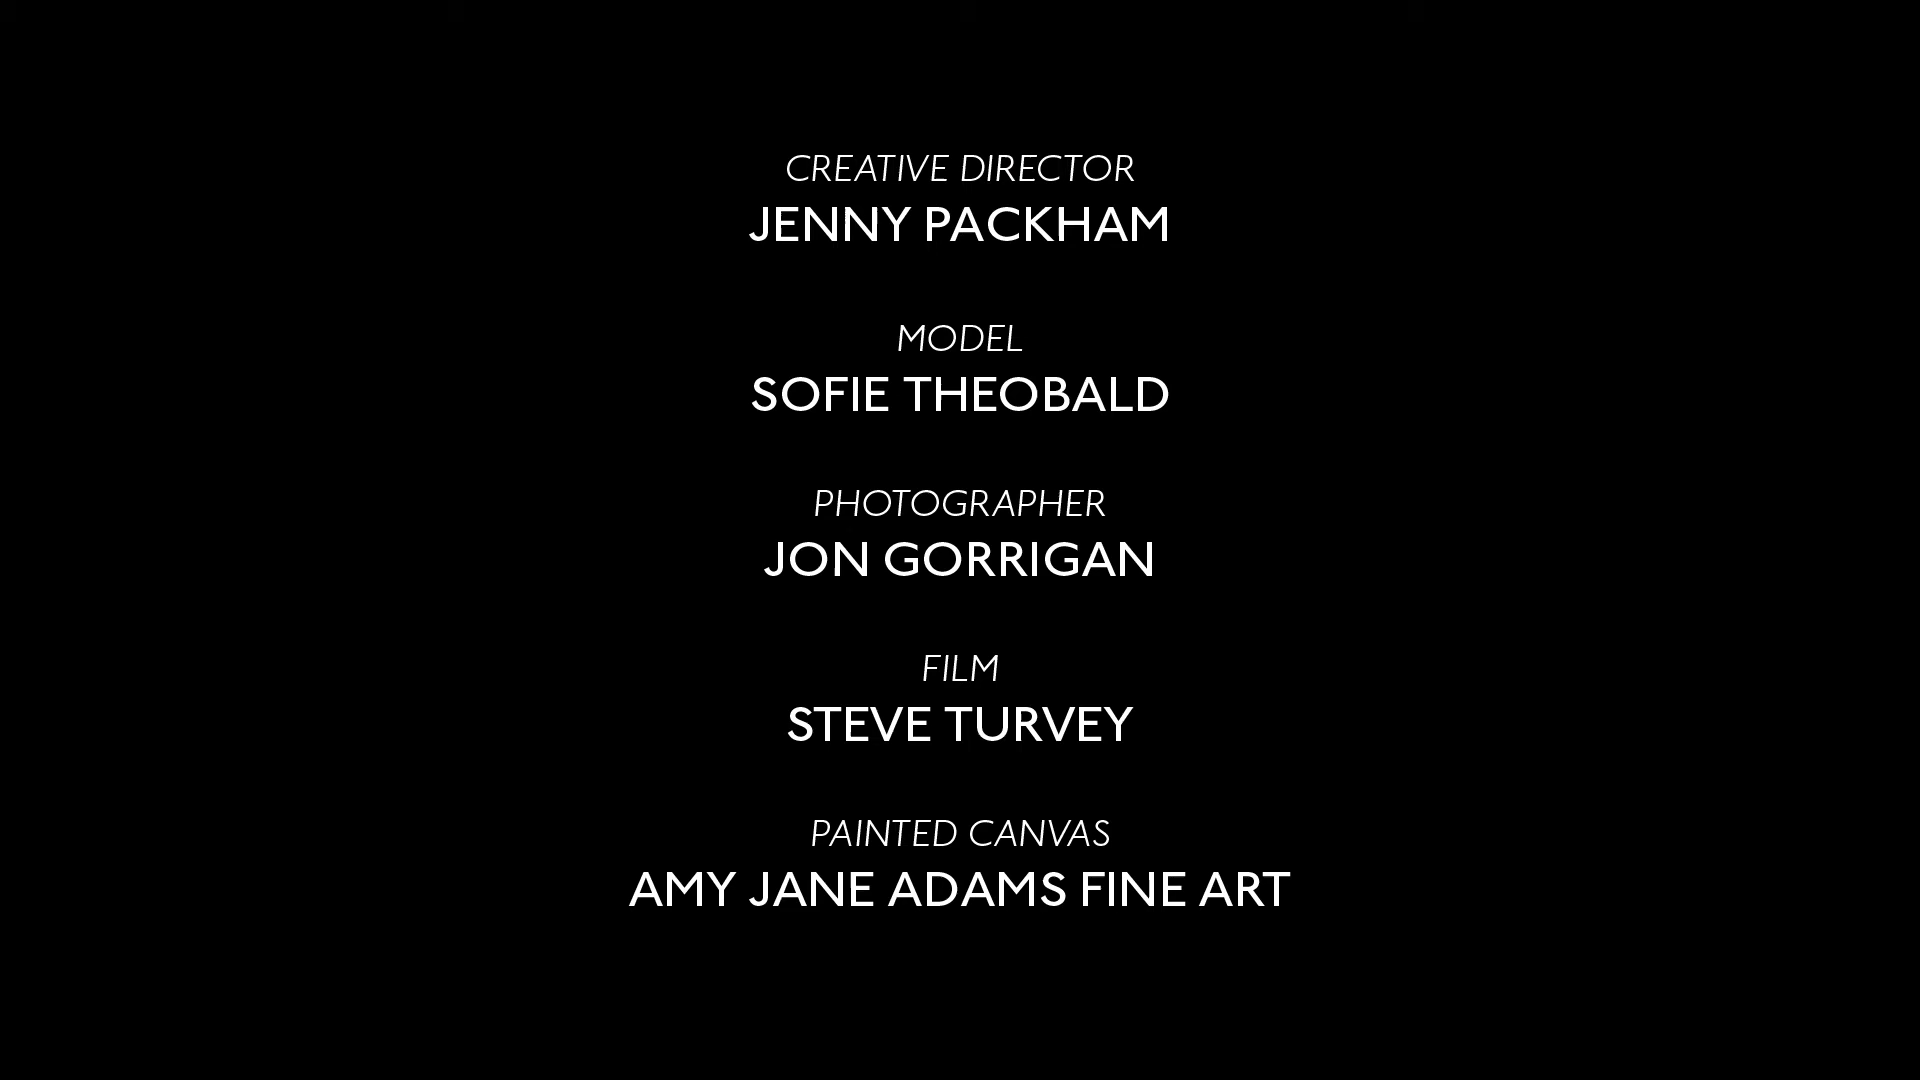 CREATIVE DIRECTOR
JENNY PACKHAM
MODEL
SOFIE THEOBALD
PHOTOGRAPHER
JON GORRIGAN
FILM
STEVE TURVEY
PAINTED CANVAS
AMY JANE ADAMS FINE ART